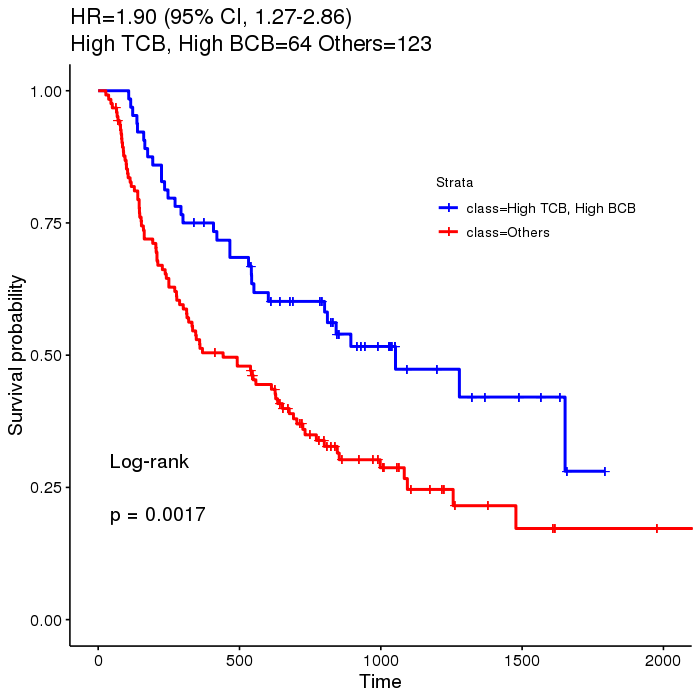 HR=1.90 (95% CI, 1.27-2.86)
High TCB, High BCB=64 Others=123
1.00
0.75
0.50
0.25
0.00
Survival probability
Strata
class=High TCB, High BCB
class=Others
Log-rank
p = 0.0017
0 500 1000 1500 2000
Time